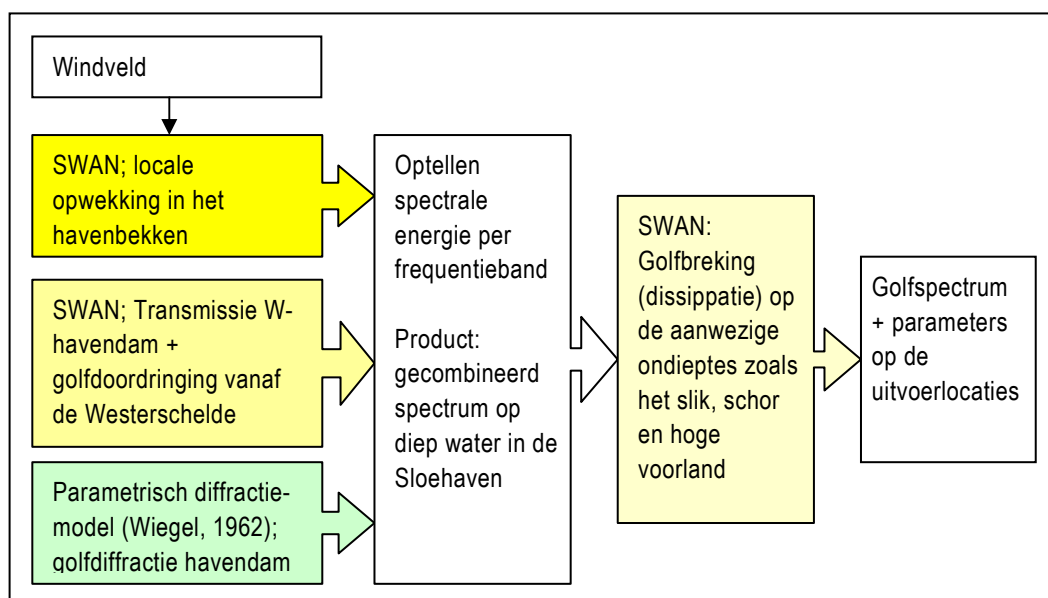 Windveld
SWAN; locale
opwekking in het
havenbekken
SWAN; Transmissie W-
havendam +
golfdoordringing vanaf
de Westerschelde
Parametrisch diffractie-
model (Wiegel, 1962);
golfdiffractie havendam
Optellen
spectrale
energie per
frequentieband
Product:
gecombineerd
spectrum op
diep water in de
Sloehaven
SWAN:
Golfbreking
(dissippatie) op
de aanwezige
ondieptes zoals
het slik, schor
en hoge
voorland
Golfspectrum
+ parameters
op de
uitvoerlocaties